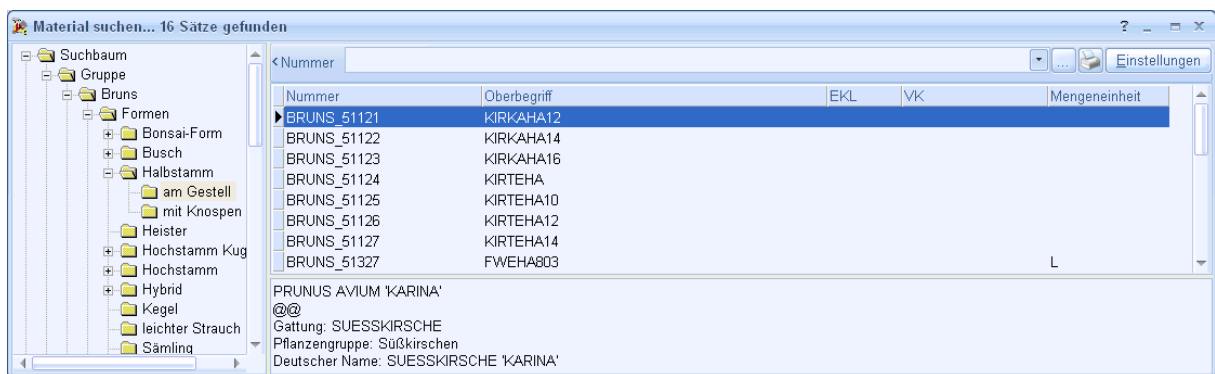 Material suchen... 16 Sätze gefunden
?
Suchbaum
Gruppe
Bruns
Formen
Bonsai-Form
Busch
Halbstamm
am Gestell
mit Knospen
Heister
Hochstamm Kug
Hochstamm
Hybrid
Kegel
leichter Strauch
Sämling
< Nummer ... Einstellungen
Nummer Oberbegriff EKL VK Mengeneinheit
BRUNS_51121 KIRKAHA12
BRUNS_51122 KIRKAHA14
BRUNS_51123 KIRKAHA16
BRUNS_51124 KIRTEHA
BRUNS_51125 KIRTEHA10
BRUNS_51126 KIRTEHA12
BRUNS_51127 KIRTEHA14
BRUNS_51327 FWEHA803 L
PRUNUS AVIUM 'KARINA'
@@
Gattung: SUESSKIRSCHE
Pflanzengruppe: Süßkirschen
Deutscher Name: SUESSKIRSCHE 'KARINA'